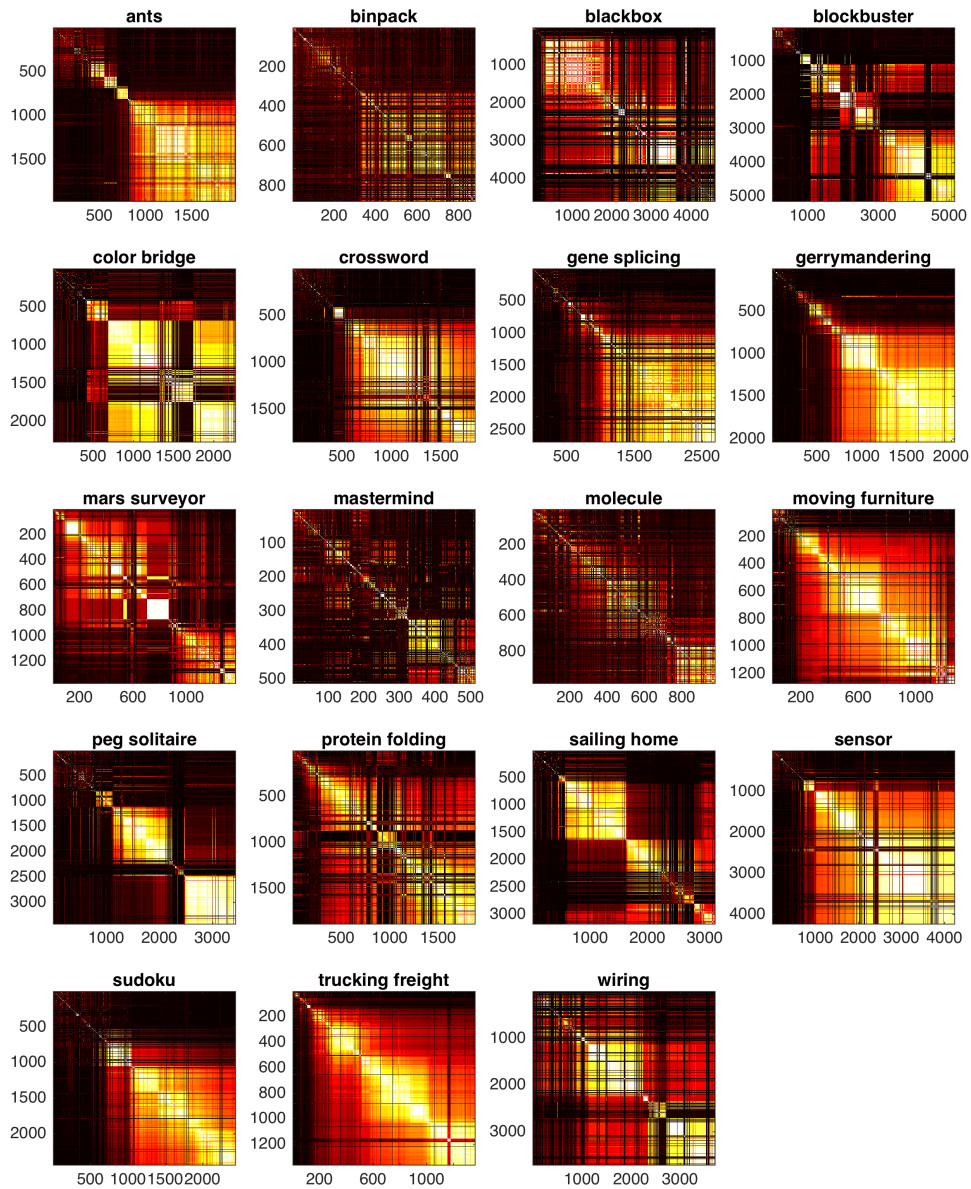 ants
binpack
blackbox
blockbuster
500
1000
1500
500 1000 1500
200
400
600
800
200 400 600 800
1000
2000
3000
4000
1000 2000 3000 4000
1000
2000
3000
4000
5000
1000 3000 5000
color bridge
crossword
gene splicing
gerrymandering
500
1000
1500
2000
500 1000 1500 2000
500
1000
1500
500 1000 1500
500
1000
1500
2000
2500
500 1500 2500
500
1000
1500
2000
500 1000 1500 2000
mars surveyor
mastermind
molecule
moving furniture
200
400
600
800
1000
1200
200 600 1000
100
200
300
400
500
100 200 300 400 500
200
400
600
800
200 400 600 800
200
400
600
800
1000
1200
200 600 1000
peg solitaire
protein folding
sailing home
sensor
500
1000
1500
2000
2500
3000
1000 2000 3000
500
1000
1500
500 1000 1500
500
1000
1500
2000
2500
3000
1000 2000 3000
1000
2000
3000
4000
1000 2000 3000 4000
sudoku
trucking freight
wiring
500
1000
1500
2000
500 1000 1500 2000
200
400
600
800
1000
1200
200 600 1000
1000
2000
3000
1000 2000 3000